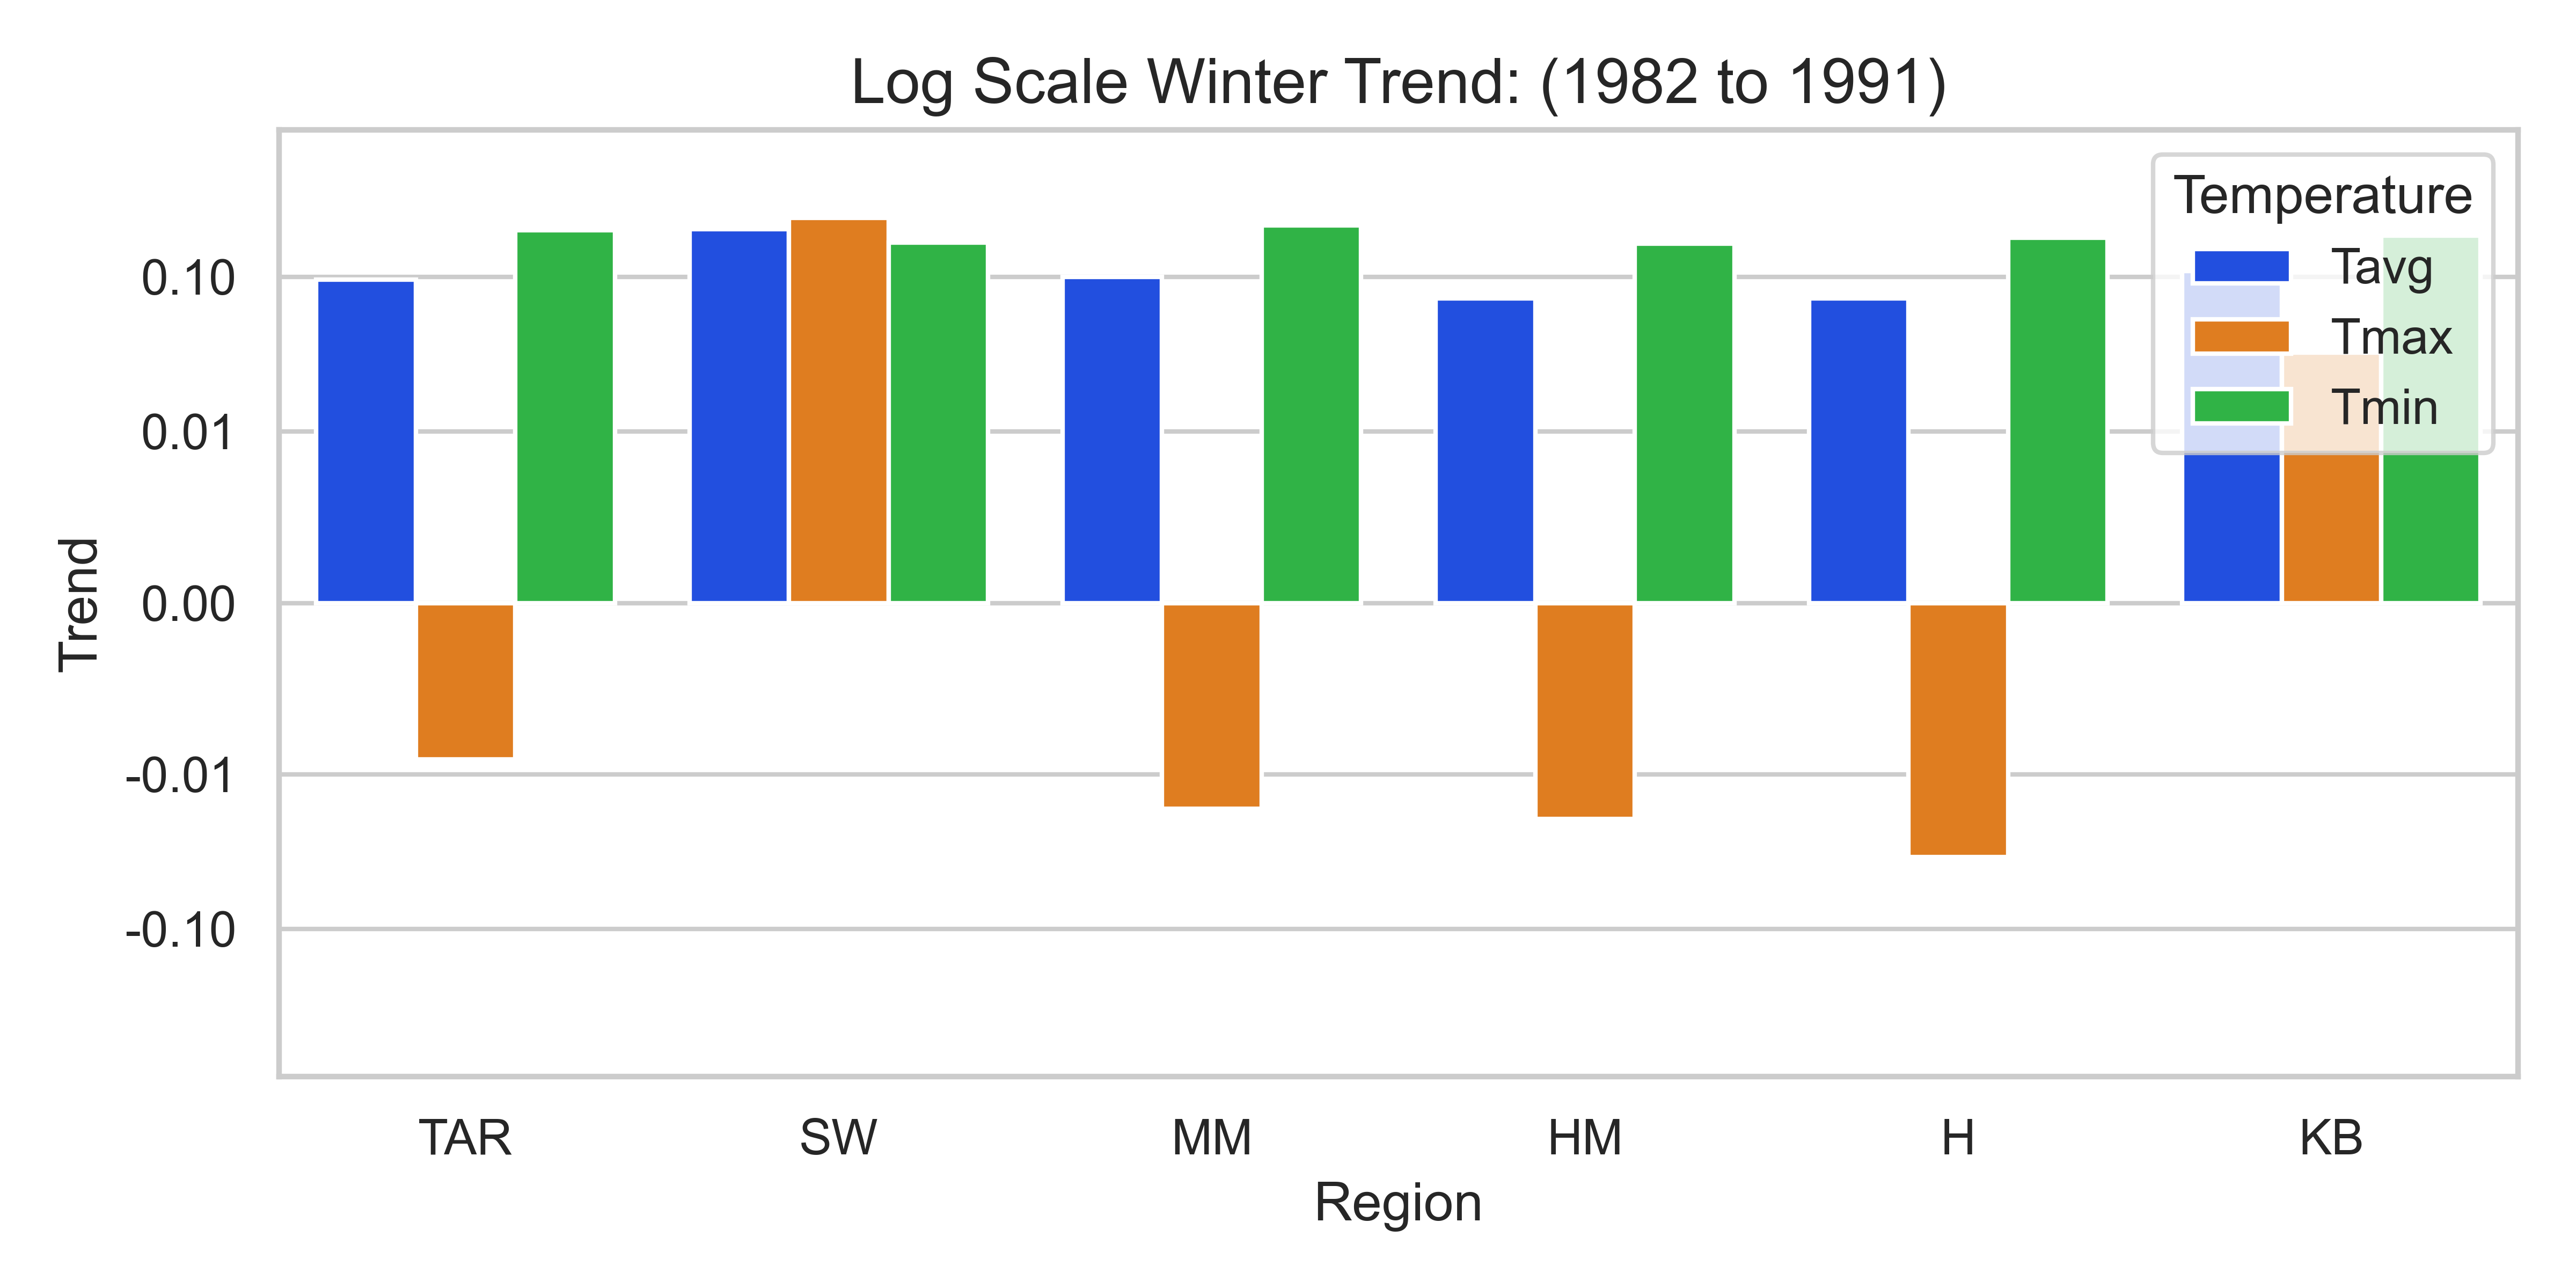 Log Scale Winter Trend: (1982 to 1991)
Temperature
Tavg
Tmax
Tmin
Trend
0.10
0.01
0.00
-0.01
-0.10
TAR SW MM HM H KB
Region